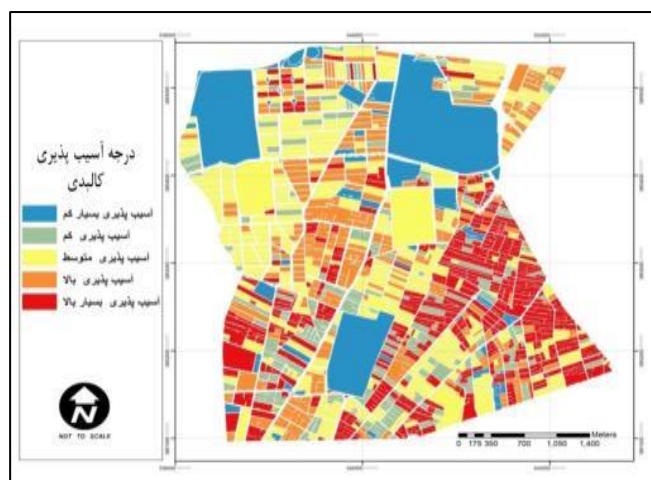 درجه آسیب پذیری
کالبدی
آسیب پذیری بسیار کم
آسیب پذیری کم
آسیب پذیری متوسط
آسیب پذیری بالا
آسیب پذیری بسیار بالا
N
NOT TO SCALE
Meters
0 175 350 700 1,050 1,400